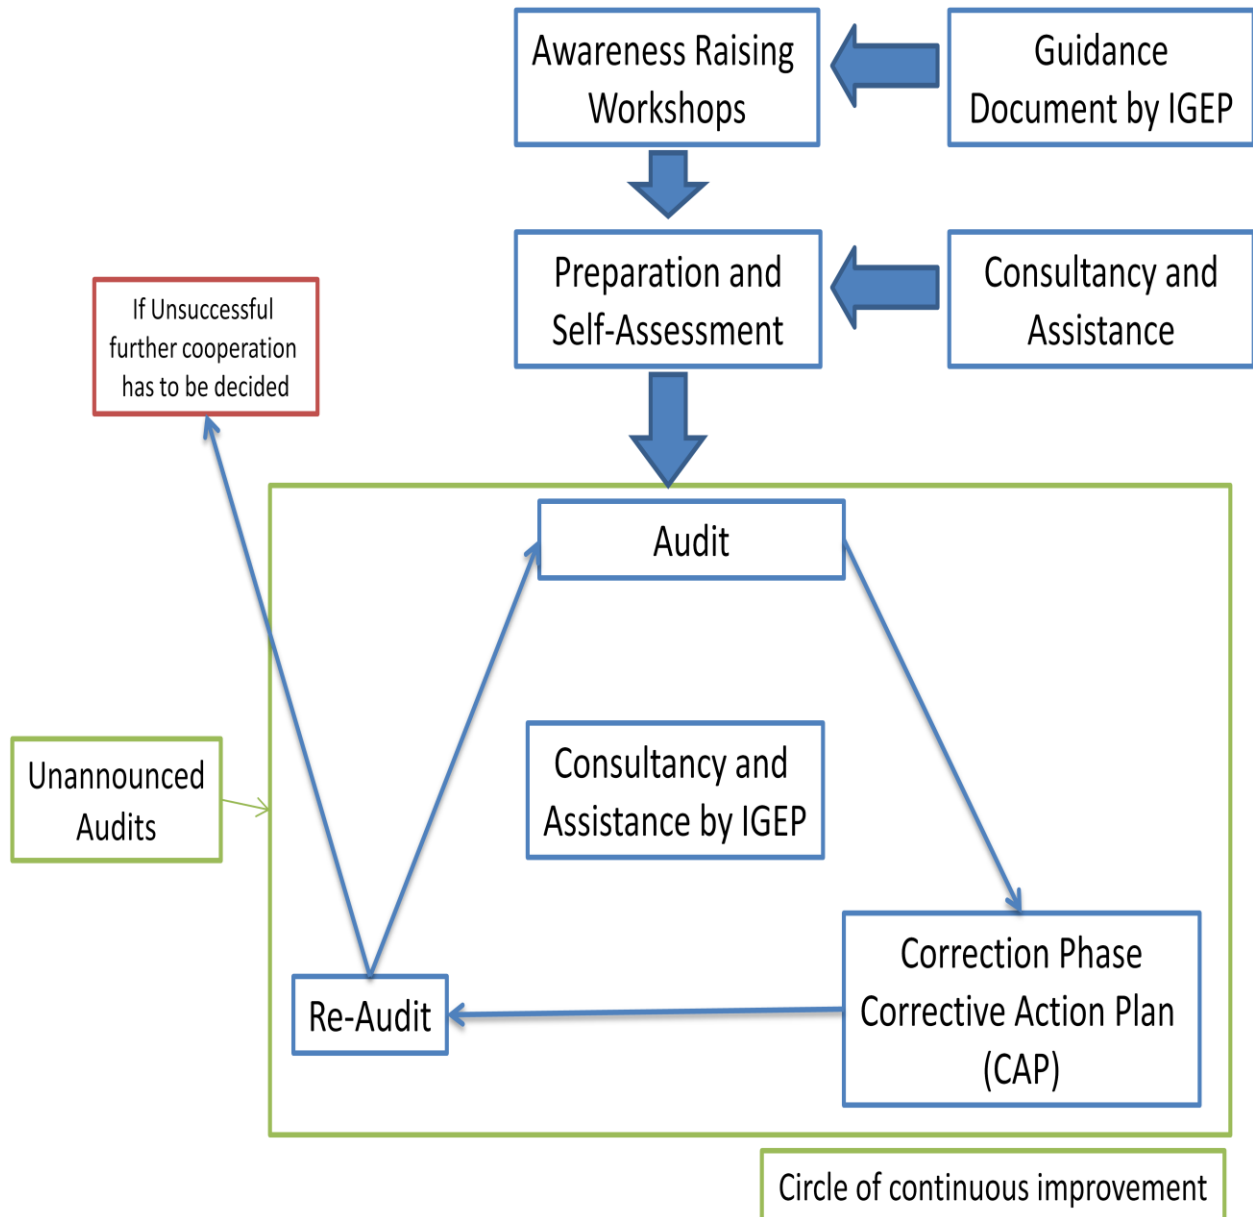 Awareness Raising
Workshops
Guidance
Document by IGEP
Preparation and
Self-Assessment
Consultancy and
Assistance
If Unsuccessful
further cooperation
has to be decided
Audit
Consultancy and
Assistance by IGEP
Unannounced
Audits
Re-Audit
Correction Phase
Corrective Action Plan
(CAP)
Circle of continuous improvement